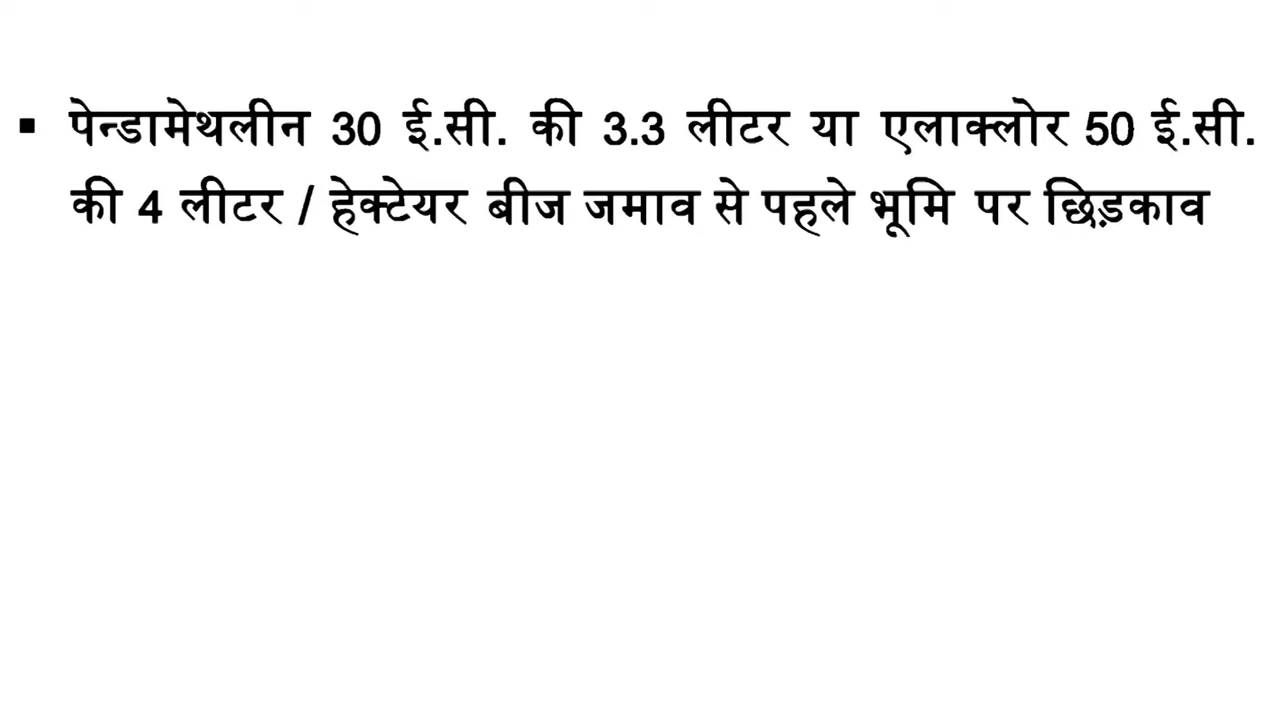 ▪ पेन्डामेथलीन 30 ई.सी. की 3.3 लीटर या एलाक्लोर 50 ई.सी.
की 4 लीटर / हेक्टेयर बीज जमाव से पहले भूमि पर छिड़काव